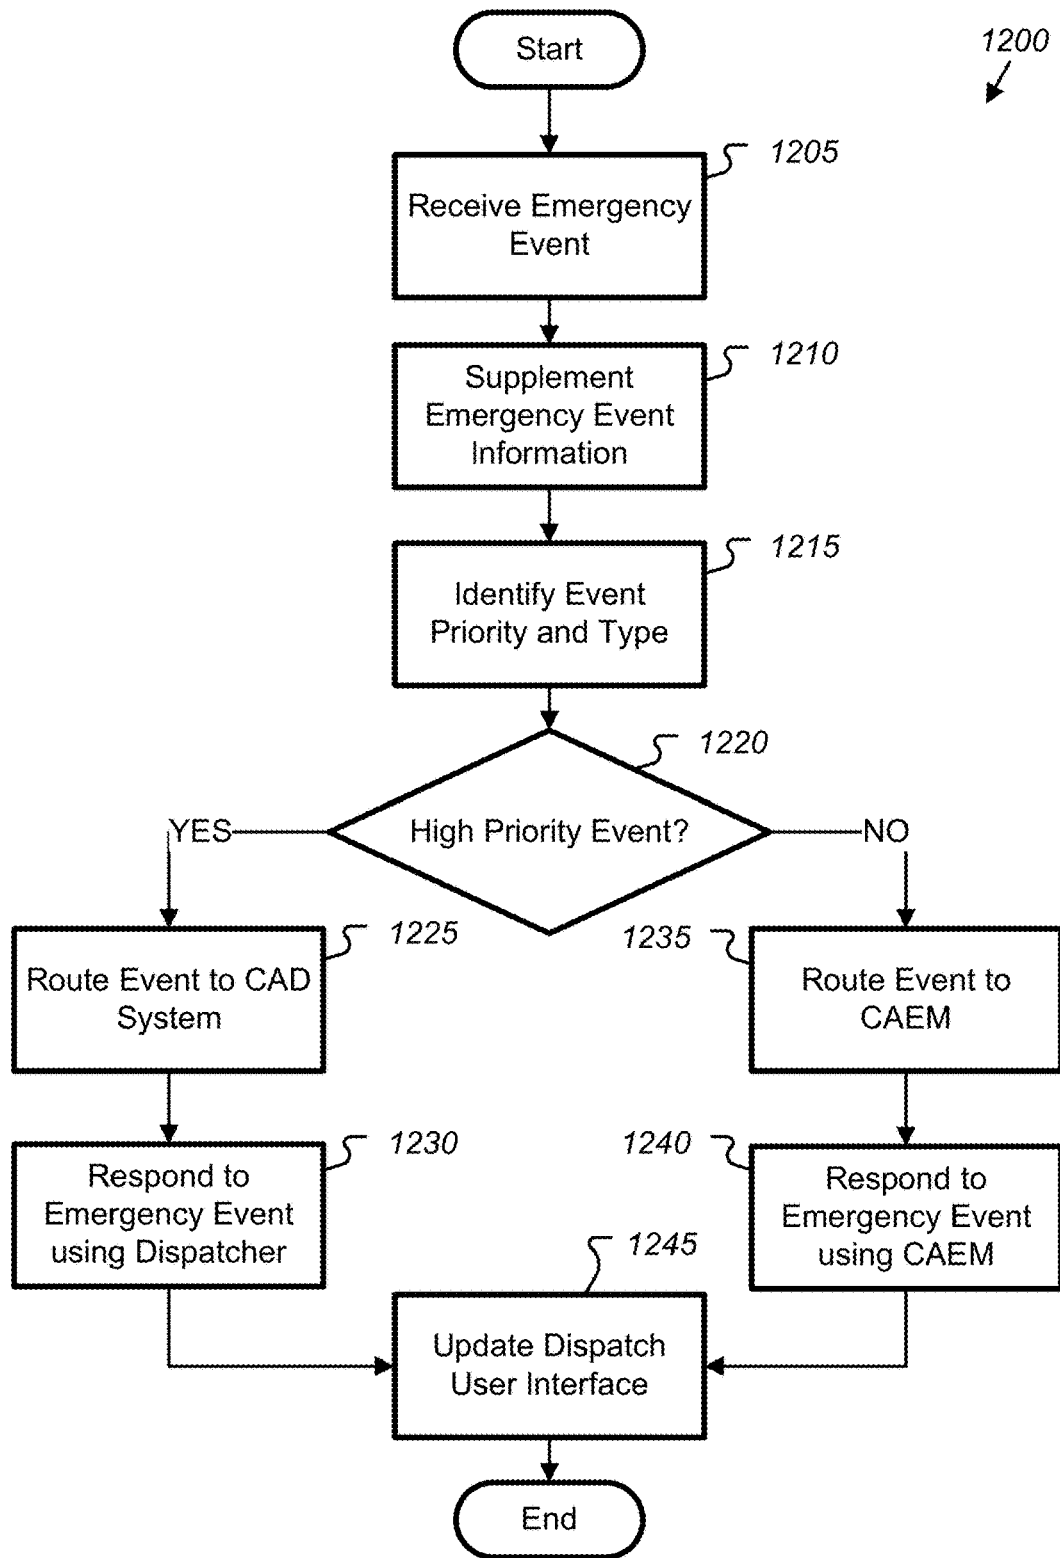 Start
1200
1205
Receive Emergency
Event
1210
Supplement
Emergency Event
Information
1215
Identify Event
Priority and Type
1220
High Priority Event?
YES
NO
1225
Route Event to CAD
System
1235
Route Event to
CAEM
1230
Respond to
Emergency Event
using Dispatcher
1240
Respond to
Emergency Event
using CAEM
1245
Update Dispatch
User Interface
End